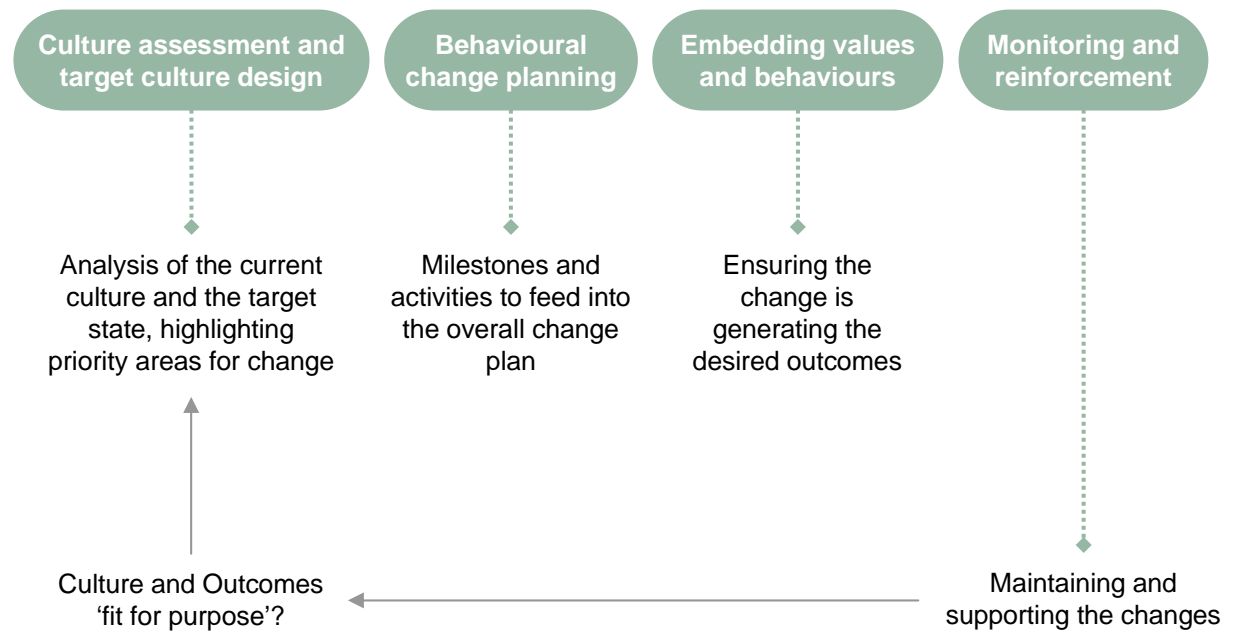 Culture assessment and
target culture design
Behavioural
change planning
Embedding values
and behaviours
Monitoring and
reinforcement
Analysis of the current
culture and the target
state, highlighting
priority areas for change
Milestones and
activities to feed into
the overall change
plan
Ensuring the
change is
generating the
desired outcomes
Culture and Outcomes
‘fit for purpose’?
Maintaining and
supporting the changes